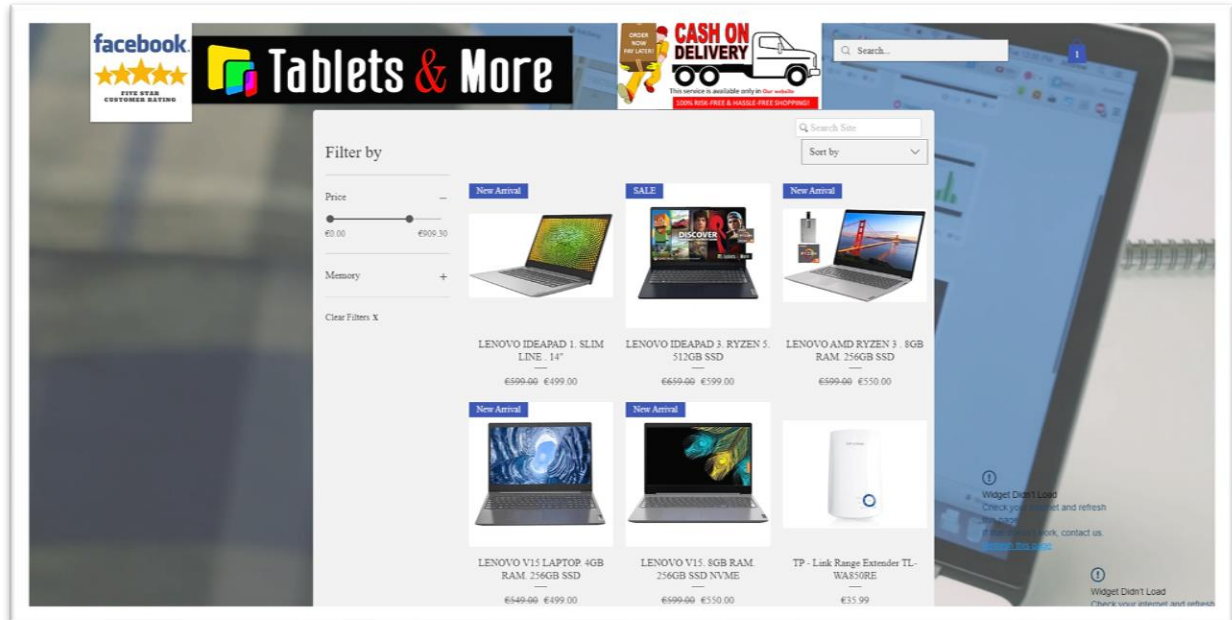 facebook.
FIVE STAR
CUSTOMER RATING
Tablets & More
ORDER
NOW
PAY LATER!
CASH ON
DELIVERY
This service is available only in Our website
100% RISK-FREE & HASSLE-FREE SHOPPING!
Search...
1
Search Site
Filter by
Sort by
Price
€0.00 €909.30
Memory
Clear Filters X
New Arrival
LENOVO IDEAPAD 1. SLIM
LINE . 14"
€599.00 €499.00
SALE
DISCOVER
LENOVO IDEAPAD 3. RYZEN 5.
512GB SSD
€659.00 €599.00
New Arrival
LENOVO AMD RYZEN 3 . 8GB
RAM. 256GB SSD
€599.00 €550.00
New Arrival
LENOVO V15 LAPTOP. 4GB
RAM. 256GB SSD
€549.00 €499.00
New Arrival
LENOVO V15. 8GB RAM.
256GB SSD NVME
€599.00 €550.00
TP - Link Range Extender TL-
WA850RE
€35.99
Widget Didn't Load
Check your internet and refresh
this page.
work, contact us.
Refresh this page
Widget Didn't Load
Check your internet and refresh